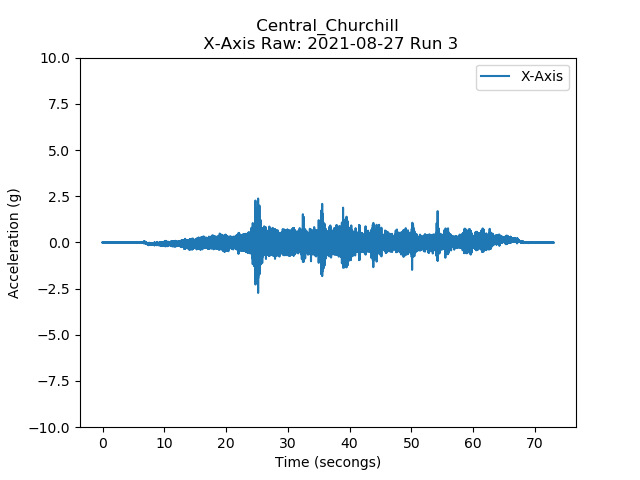 Central_Churchill
X-Axis Raw: 2021-08-27 Run 3
X-Axis
10.0
7.5
5.0
2.5
0.0
−2.5
−5.0
−7.5
−10.0
Acceleration (g)
0 10 20 30 40 50 60 70
Time (seconds)